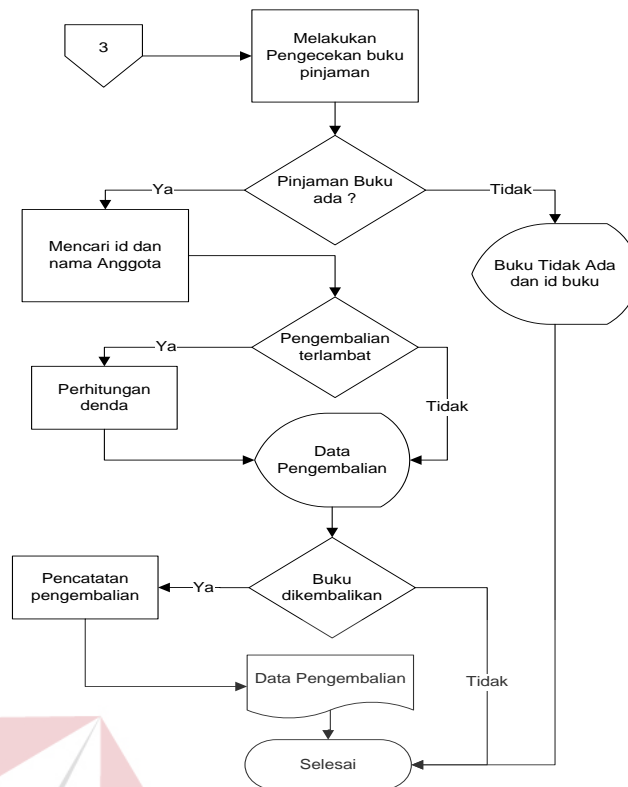 3
Melakukan
Pengecekan buku
pinjaman
Pinjaman Buku
ada ?
Ya
Tidak
Mencari id dan
nama Anggota
Buku Tidak Ada
dan id buku
Pengembalian
terlambat
Ya
Tidak
Perhitungan
denda
Data
Pengembalian
Buku
dikembalikan
Ya
Tidak
Pencatatan
pengembalian
Data Pengembalian
Selesai